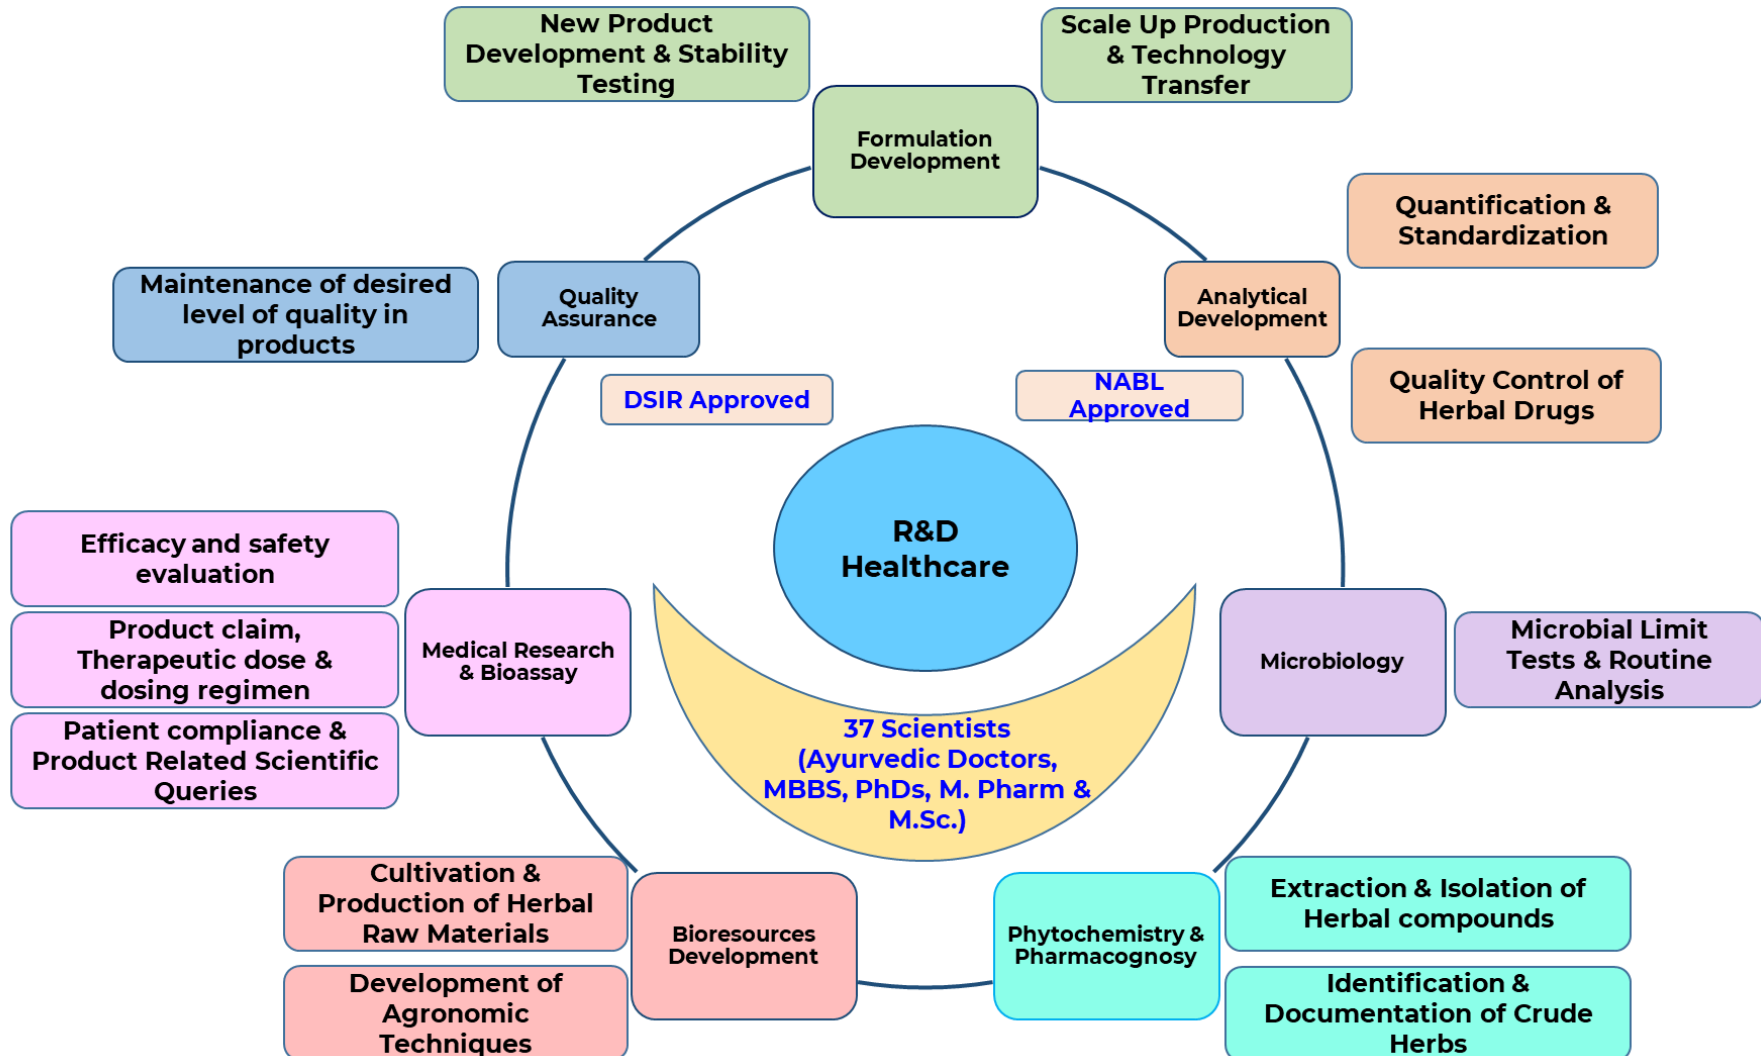 New Product
Development & Stability
Testing
Scale Up Production
& Technology
Transfer
Formulation
Development
Quantification &
Standardization
Maintenance of desired
level of quality in
products
Quality
Assurance
Analytical
Development
DSIR Approved
NABL
Approved
Quality Control of
Herbal Drugs
R&D
Healthcare
Efficacy and safety
evaluation
Product claim,
Therapeutic dose &
dosing regimen
Patient compliance &
Product Related Scientific
Queries
Medical Research
& Bioassay
Microbiology
Microbial Limit
Tests & Routine
Analysis
37 Scientists
(Ayurvedic Doctors,
MBBS, PhDs, M. Pharm &
M.Sc.)
Cultivation &
Production of Herbal
Raw Materials
Development of
Agronomic
Techniques
Bioresources
Development
Phytochemistry &
Pharmacognosy
Extraction & Isolation of
Herbal compounds
Identification &
Documentation of Crude
Herbs